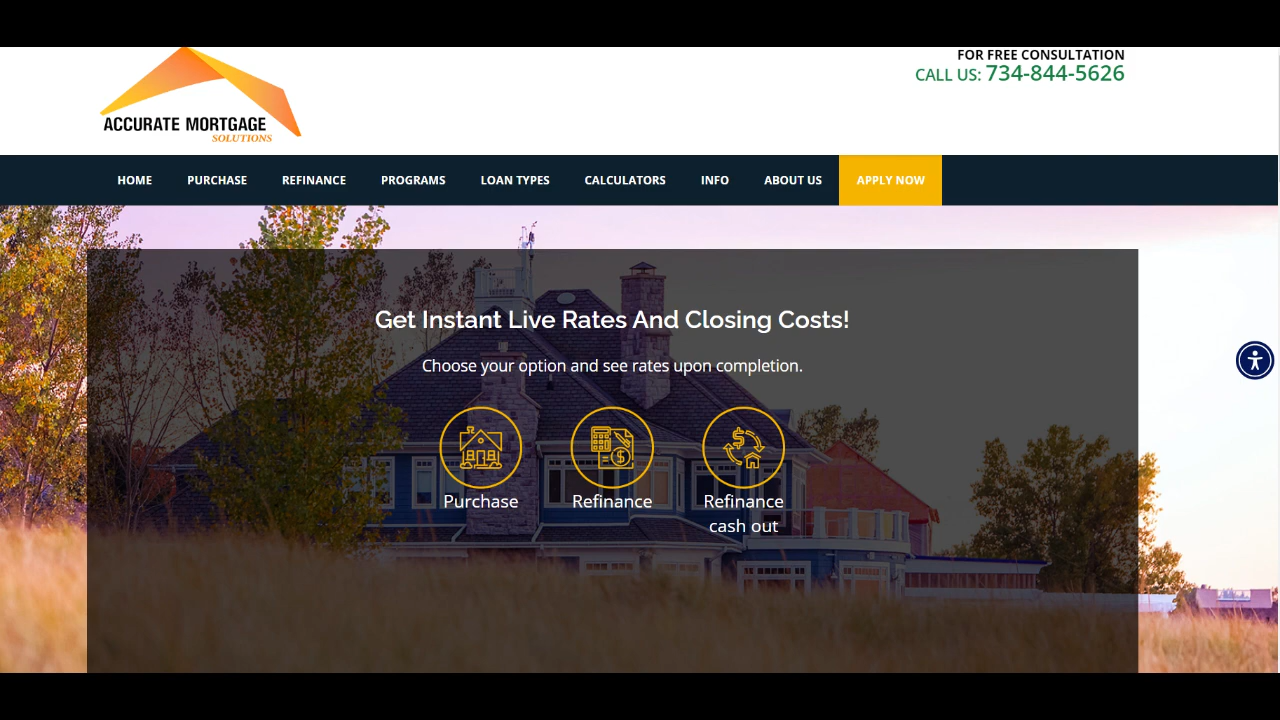 FOR FREE CONSULTATION
CALL US: 734-844-5626
ACCURATE MORTGAGE
SOLUTIONS
HOME PURCHASE REFINANCE PROGRAMS LOAN TYPES CALCULATORS INFO ABOUT US APPLY NOW
Get Instant Live Rates And Closing Costs!
Choose your option and see rates upon completion.
Purchase Refinance Refinance
cash out